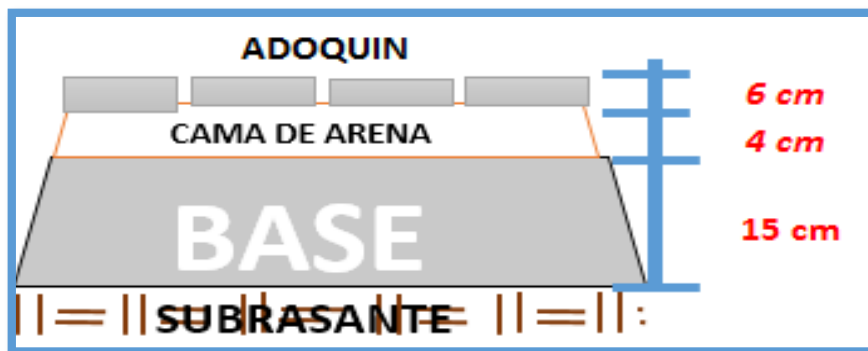 ADOQUIN
6 cm
CAMA DE ARENA
4 cm
BASE
15 cm
SUBRASANTE